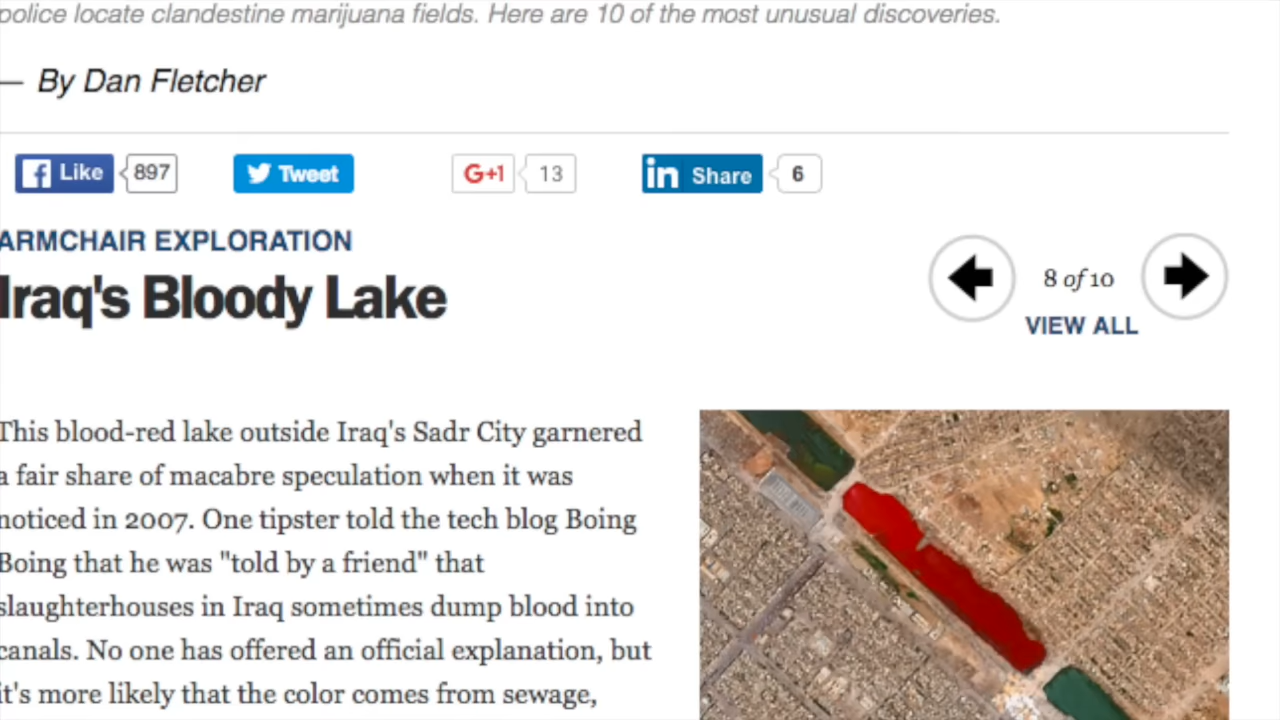 police locate clandestine marijuana fields. Here are 10 of the most unusual discoveries.
— By Dan Fletcher
Like 897 Tweet G+1 13 in Share 6
ARMCHAIR EXPLORATION
Iraq's Bloody Lake
8 of 10
VIEW ALL
This blood-red lake outside Iraq's Sadr City garnered
a fair share of macabre speculation when it was
noticed in 2007. One tipster told the tech blog Boing
Boing that he was "told by a friend" that
slaughterhouses in Iraq sometimes dump blood into
canals. No one has offered an official explanation, but
it's more likely that the color comes from sewage,